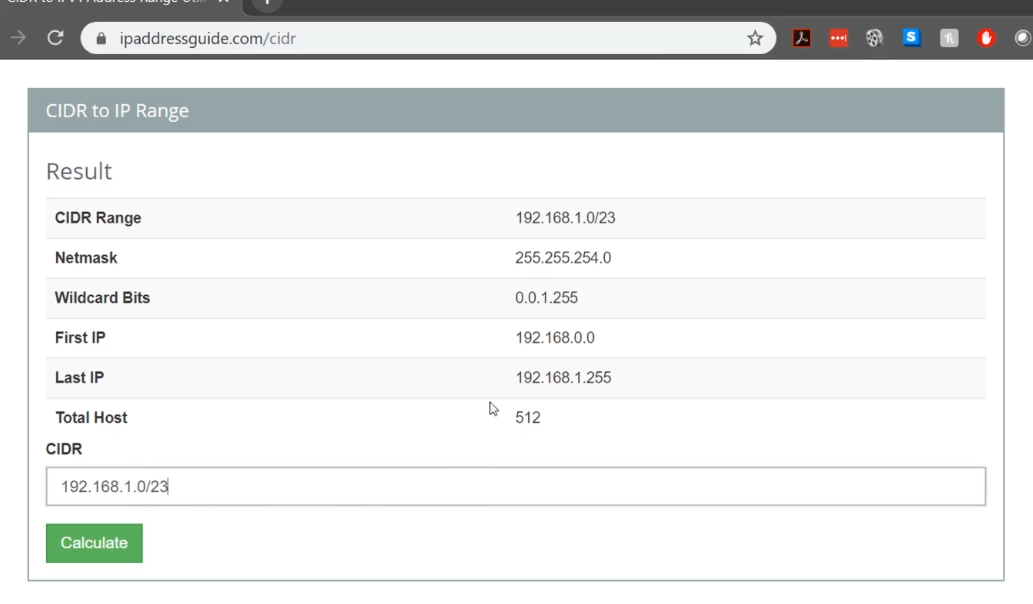 ipaddressguide.com/cidr
CIDR to IP Range
Result
CIDR Range 192.168.1.0/23
Netmask 255.255.254.0
Wildcard Bits 0.0.1.255
First IP 192.168.0.0
Last IP 192.168.1.255
Total Host 512
CIDR
192.168.1.0/23
Calculate